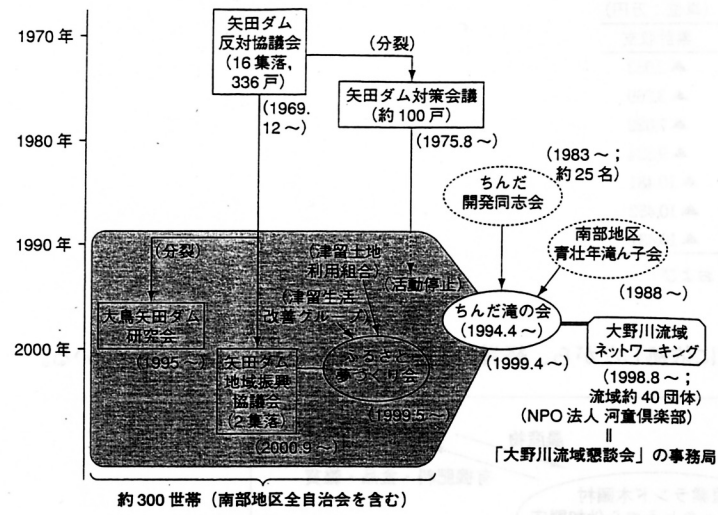 1970年
1980年
1990年
2000年
矢田ダム
反対協議会
(16集落,
336戸)
(1969.
12〜)
(分裂)
矢田ダム対策会議
(約100戸)
(1975.8〜)
(1983〜;
約25名)
ちんだ
開発同志会
南部地区
青壮年滝ん子会
(1988〜)
(分裂)
(津留土地
利用組合)
(活動停止)
(津留生活
改善グループ)
大鳥矢田ダム
研究会
(1995〜)
矢田ダム
地域振興
協議会
(2集落)
(2000.9〜)
ふるさと
夢づくり会
(1999.5〜)
ちんだ滝の会
(1994.4〜)
(1999.4〜)
大野川流域
ネットワーキング
(1998.8〜;
流域約40団体)
(NPO法人 河童倶楽部)
||
「大野川流域懇談会」の事務局
約300世帯(南部地区全自治会を含む)